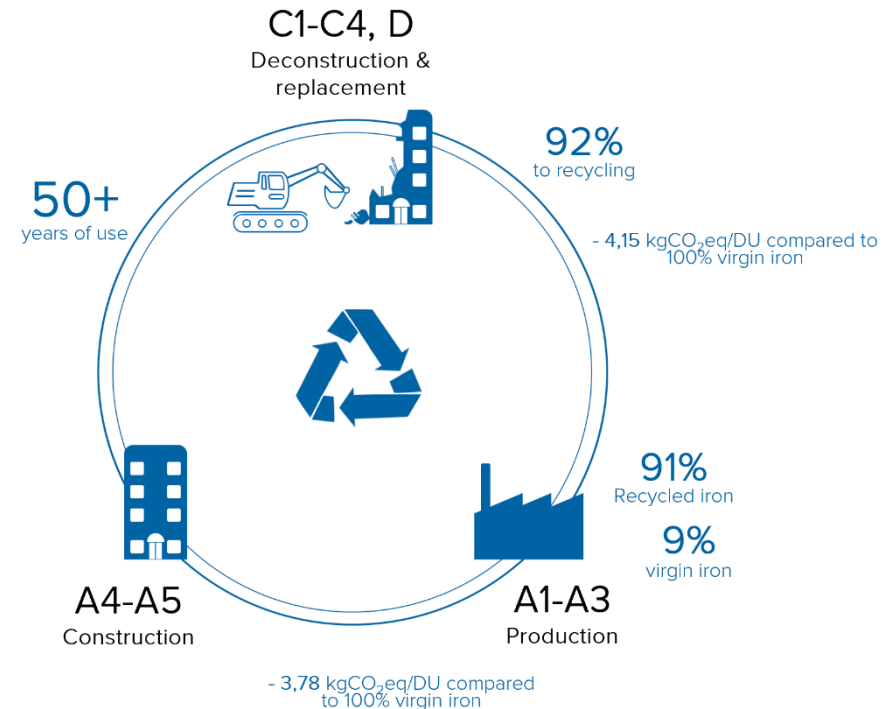 C1-C4, D
Deconstruction &
replacement
92%
to recycling
50+
years of use
- 4,15 kgCO₂eq/DU compared to
100% virgin iron
91%
Recycled iron
9%
virgin iron
A4-A5
Construction
A1-A3
Production
- 3,78 kgCO₂eq/DU compared
to 100% virgin iron